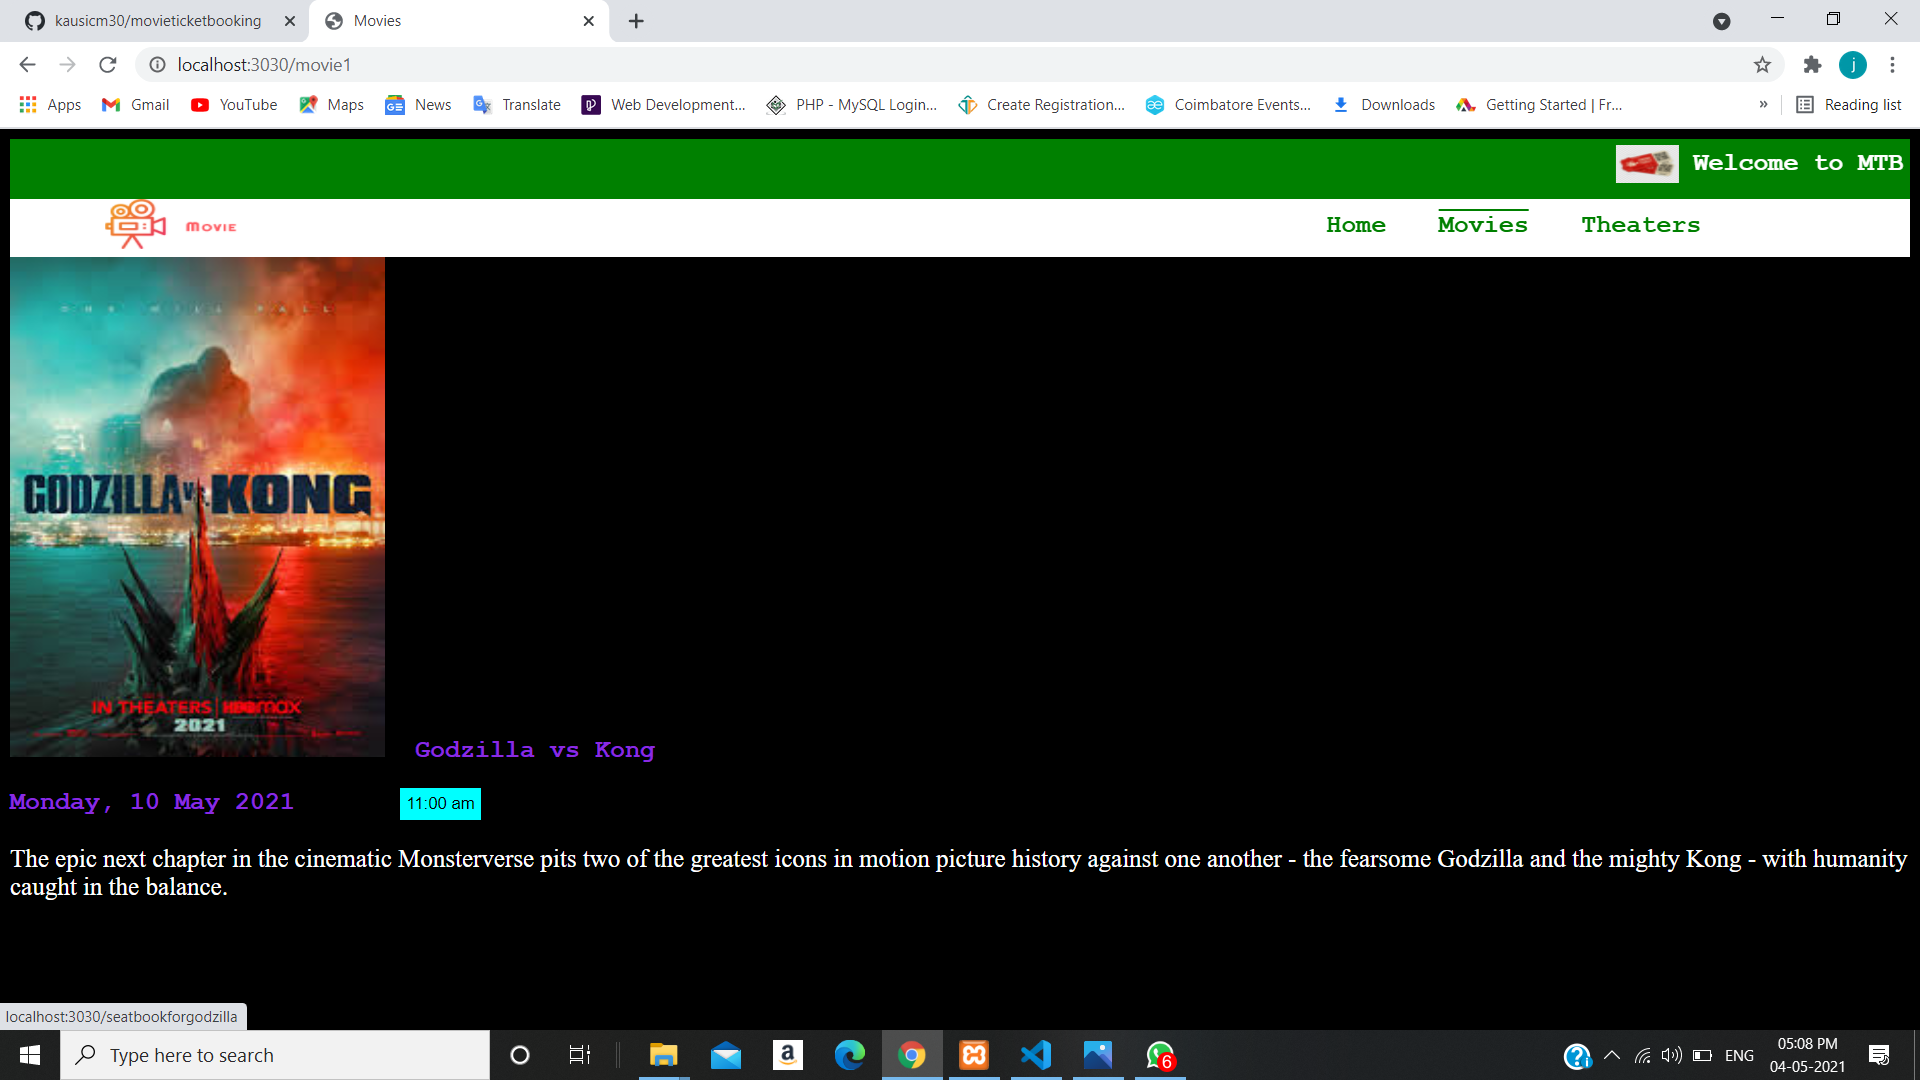 kausicm30/movieticketbooking
Movies
localhost:3030/movie1
j
Apps
Gmail
YouTube
Maps
News
Translate
Web Development...
PHP - MySQL Login...
Create Registration...
Coimbatore Events...
Downloads
Getting Started | Fr...
»
Reading list
Welcome to MTB
Movie
Home Movies Theaters
ONE WILL FALL
GODZILLA VS. KONG
IN THEATERS | HBOMAX
2021
Godzilla vs Kong
Monday, 10 May 2021
11:00 am
The epic next chapter in the cinematic Monsterverse pits two of the greatest icons in motion picture history against one another - the fearsome Godzilla and the mighty Kong - with humanity
caught in the balance.
localhost:3030/seatbookforgodzilla
Type here to search
6
ENG
05:08 PM
04-05-2021